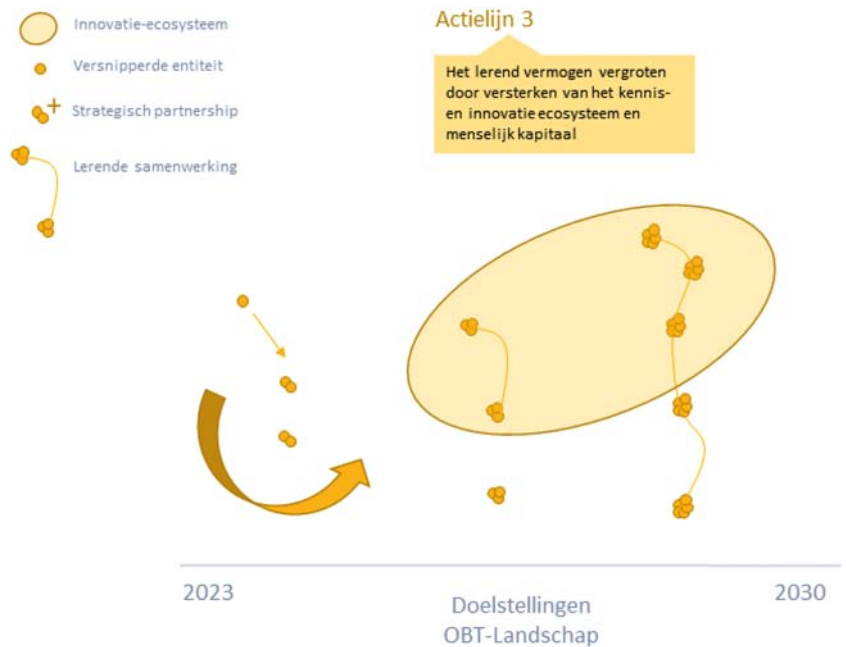 Innovatie-ecosysteem
Versnipperde entiteit
Strategisch partnership
Lerende samenwerking
Actielijn 3
Het lerend vermogen vergroten
door versterken van het kennis-
en innovatie ecosysteem en
menselijk kapitaal
2023
2030
Doelstellingen
OBT-Landschap